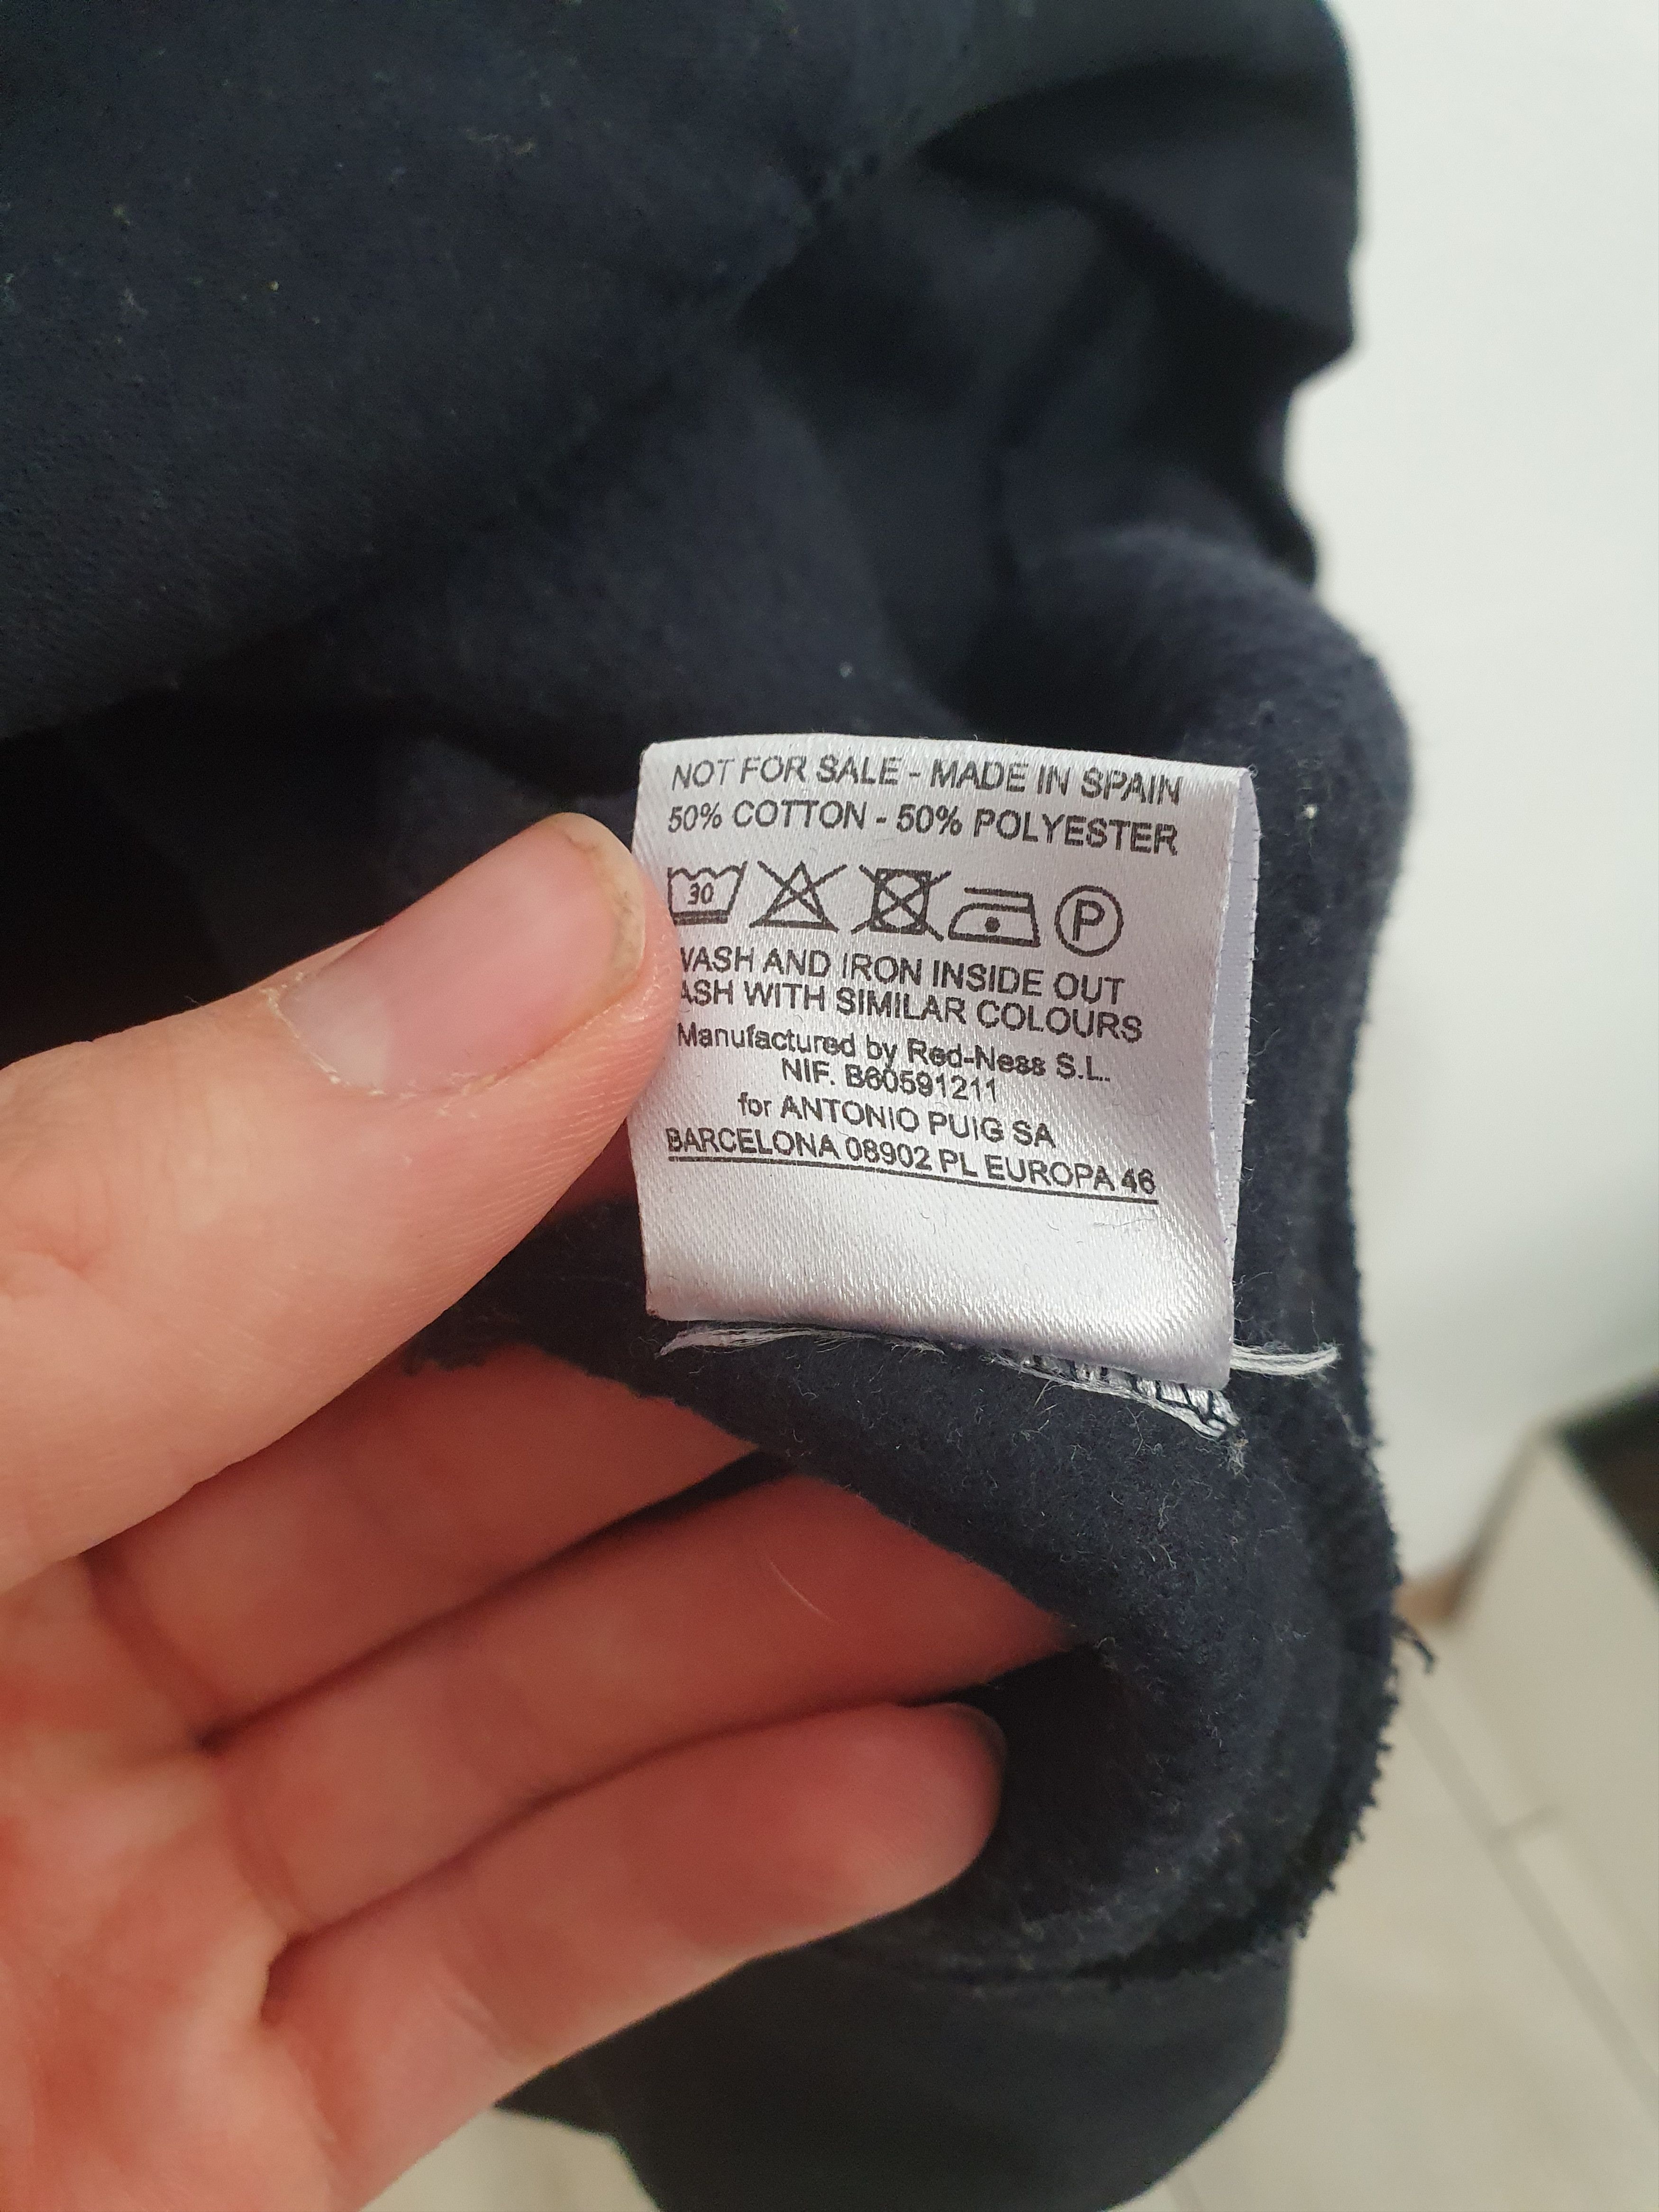 NOT FOR SALE - MADE IN SPAIN
50% COTTON - 50% POLYESTER
30 P
WASH AND IRON INSIDE OUT
ASH WITH SIMILAR COLOURS
Manufactured by Red-Ness S.L.
NIF. B60591211
for ANTONIO PUIG SA
BARCELONA 08902 PL EUROPA 46